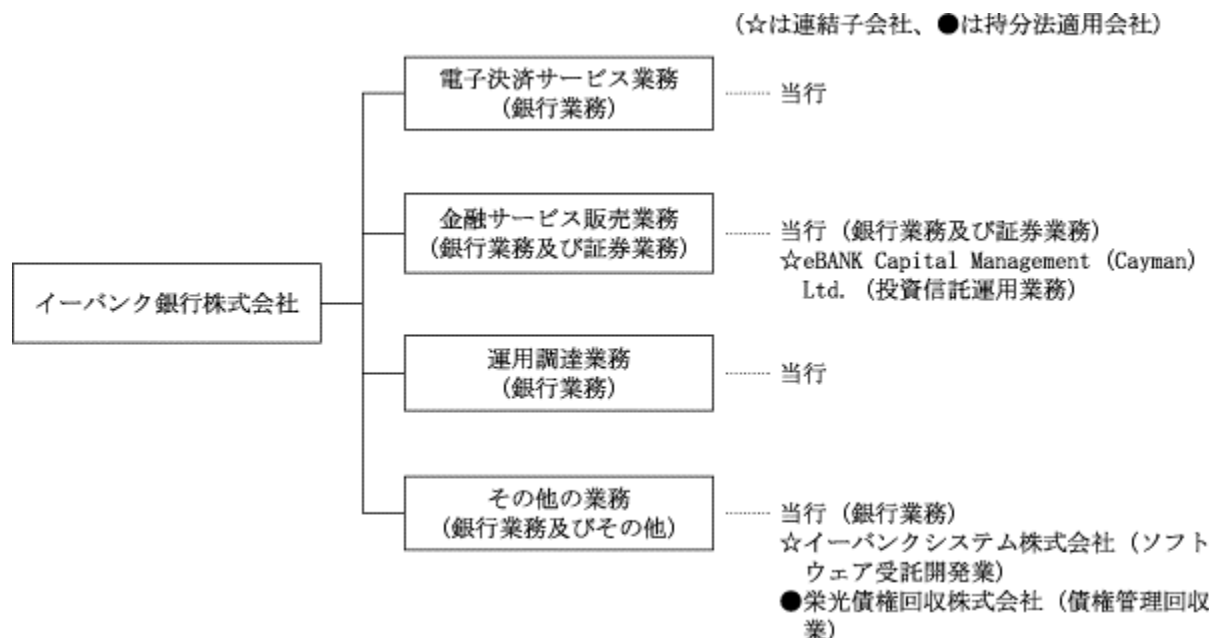 (☆は連結子会社、●は持分法適用会社)
電子決済サービス業務
(銀行業務)
当行
金融サービス販売業務
(銀行業務及び証券業務)
当行 (銀行業務及び証券業務)
☆eBANK Capital Management (Cayman)
Ltd. (投資信託運用業務)
イーバンク銀行株式会社
運用調達業務
(銀行業務)
当行
その他の業務
(銀行業務及びその他)
当行 (銀行業務)
☆イーバンクシステム株式会社 (ソフト
ウェア受託開発業)
●栄光債権回収株式会社 (債権管理回収
業)